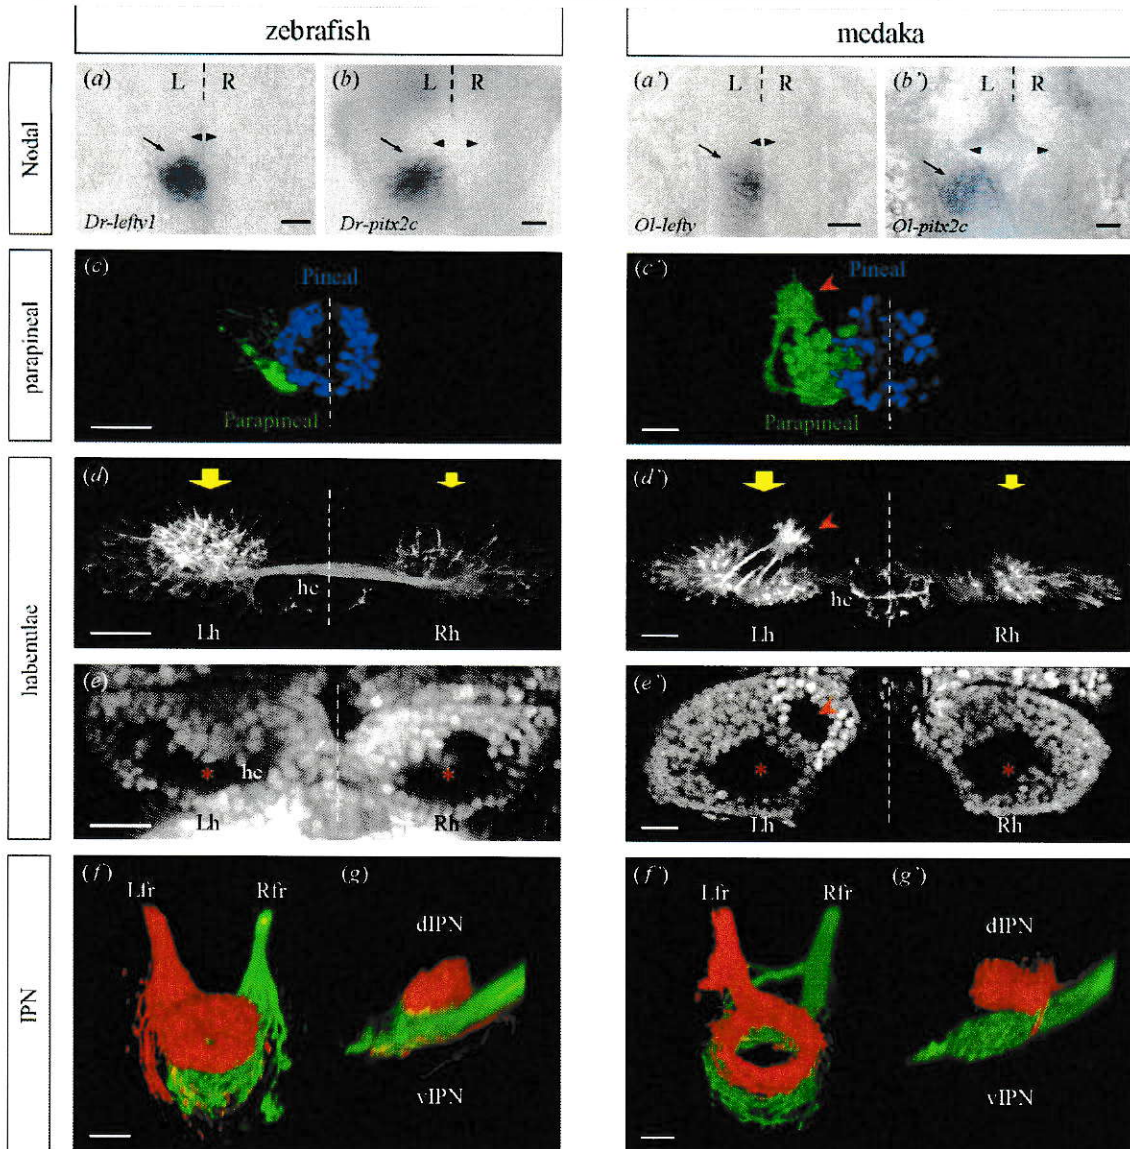 zebrafish
medaka
Nodal
(a) L R
Dr-lefty1
(b) L R
Dr-pitx2c
(a’) L R
Ol-lefty
(b’) L R
Ol-pitx2c
parapineal
(c) Pineal
Parapineal
(c’) Pineal
Parapineal
habenulae
(d)
hc
Lh Rh
(d’)
hc
Lh Rh
(e)
*
*
hc
Lh Rh
(e’)
*
*
Lh Rh
IPN
(f) Lfr Rfr
(g) dIPN
vIPN
(f’) Lfr Rfr
(g’) dIPN
vIPN